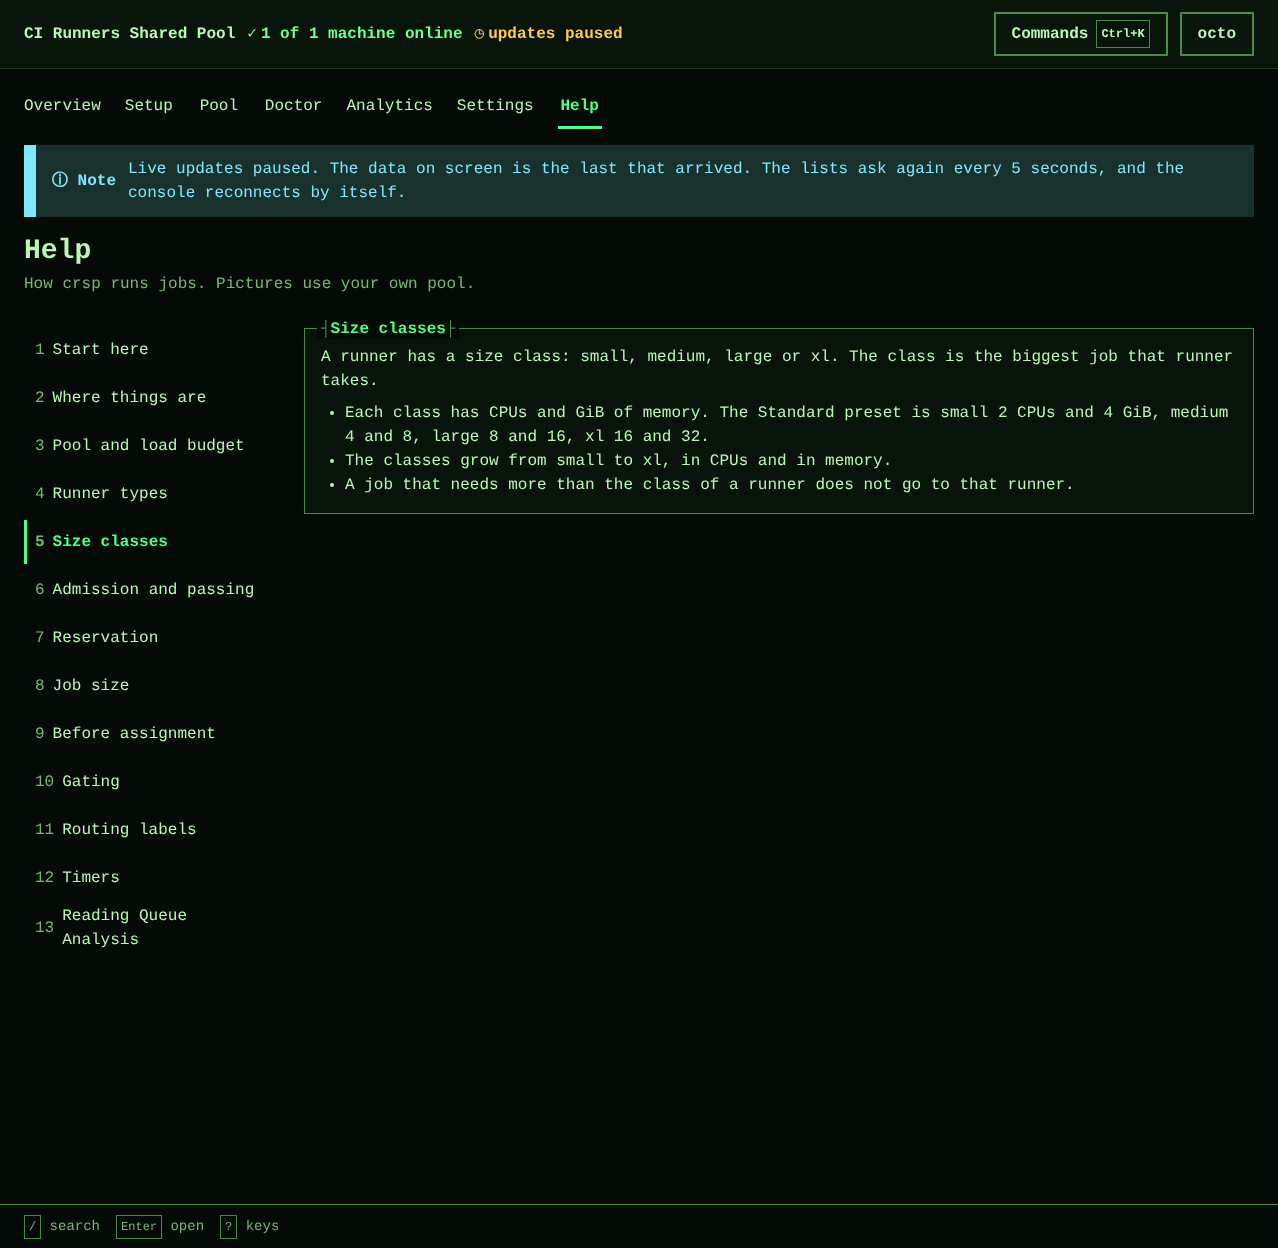 CI Runners Shared Pool ✓ 1 of 1 machine online ◷ updates paused Commands Ctrl+K octo
Overview Setup Pool Doctor Analytics Settings Help
ⓘ Note Live updates paused. The data on screen is the last that arrived. The lists ask again every 5 seconds, and the
console reconnects by itself.
Help
How crsp runs jobs. Pictures use your own pool.
1 Start here
2 Where things are
3 Pool and load budget
4 Runner types
5 Size classes
6 Admission and passing
7 Reservation
8 Job size
9 Before assignment
10 Gating
11 Routing labels
12 Timers
13 Reading Queue
Analysis
Size classes
A runner has a size class: small, medium, large or xl. The class is the biggest job that runner
takes.
• Each class has CPUs and GiB of memory. The Standard preset is small 2 CPUs and 4 GiB, medium
4 and 8, large 8 and 16, xl 16 and 32.
• The classes grow from small to xl, in CPUs and in memory.
• A job that needs more than the class of a runner does not go to that runner.
/ search Enter open ? keys